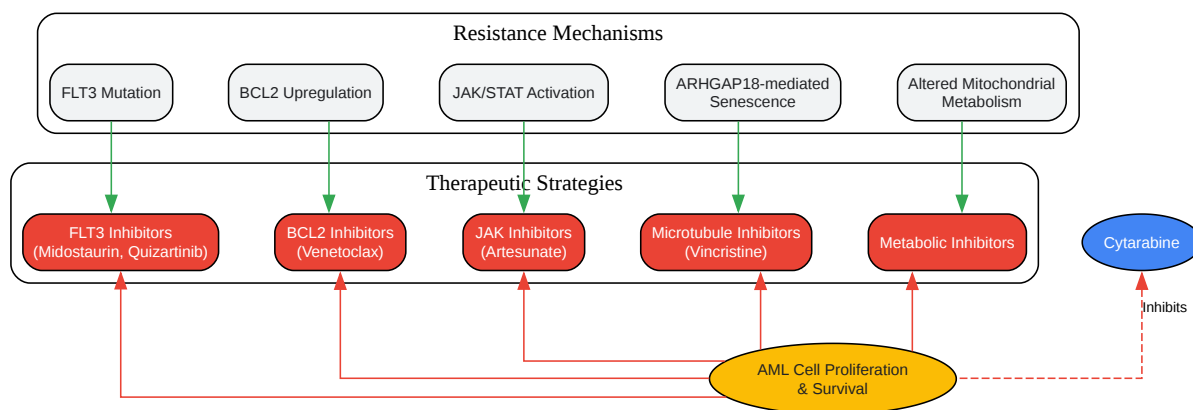 Resistance Mechanisms
FLT3 Mutation
BCL2 Upregulation
JAK/STAT Activation
ARHGAP18-mediated
Senescence
Altered Mitochondrial
Metabolism
Therapeutic Strategies
FLT3 Inhibitors
(Midostaurin, Quizartinib)
BCL2 Inhibitors
(Venetoclax)
JAK Inhibitors
(Artesunate)
Microtubule Inhibitors
(Vincristine)
Metabolic Inhibitors
Cytarabine
Inhibits
AML Cell Proliferation
& Survival